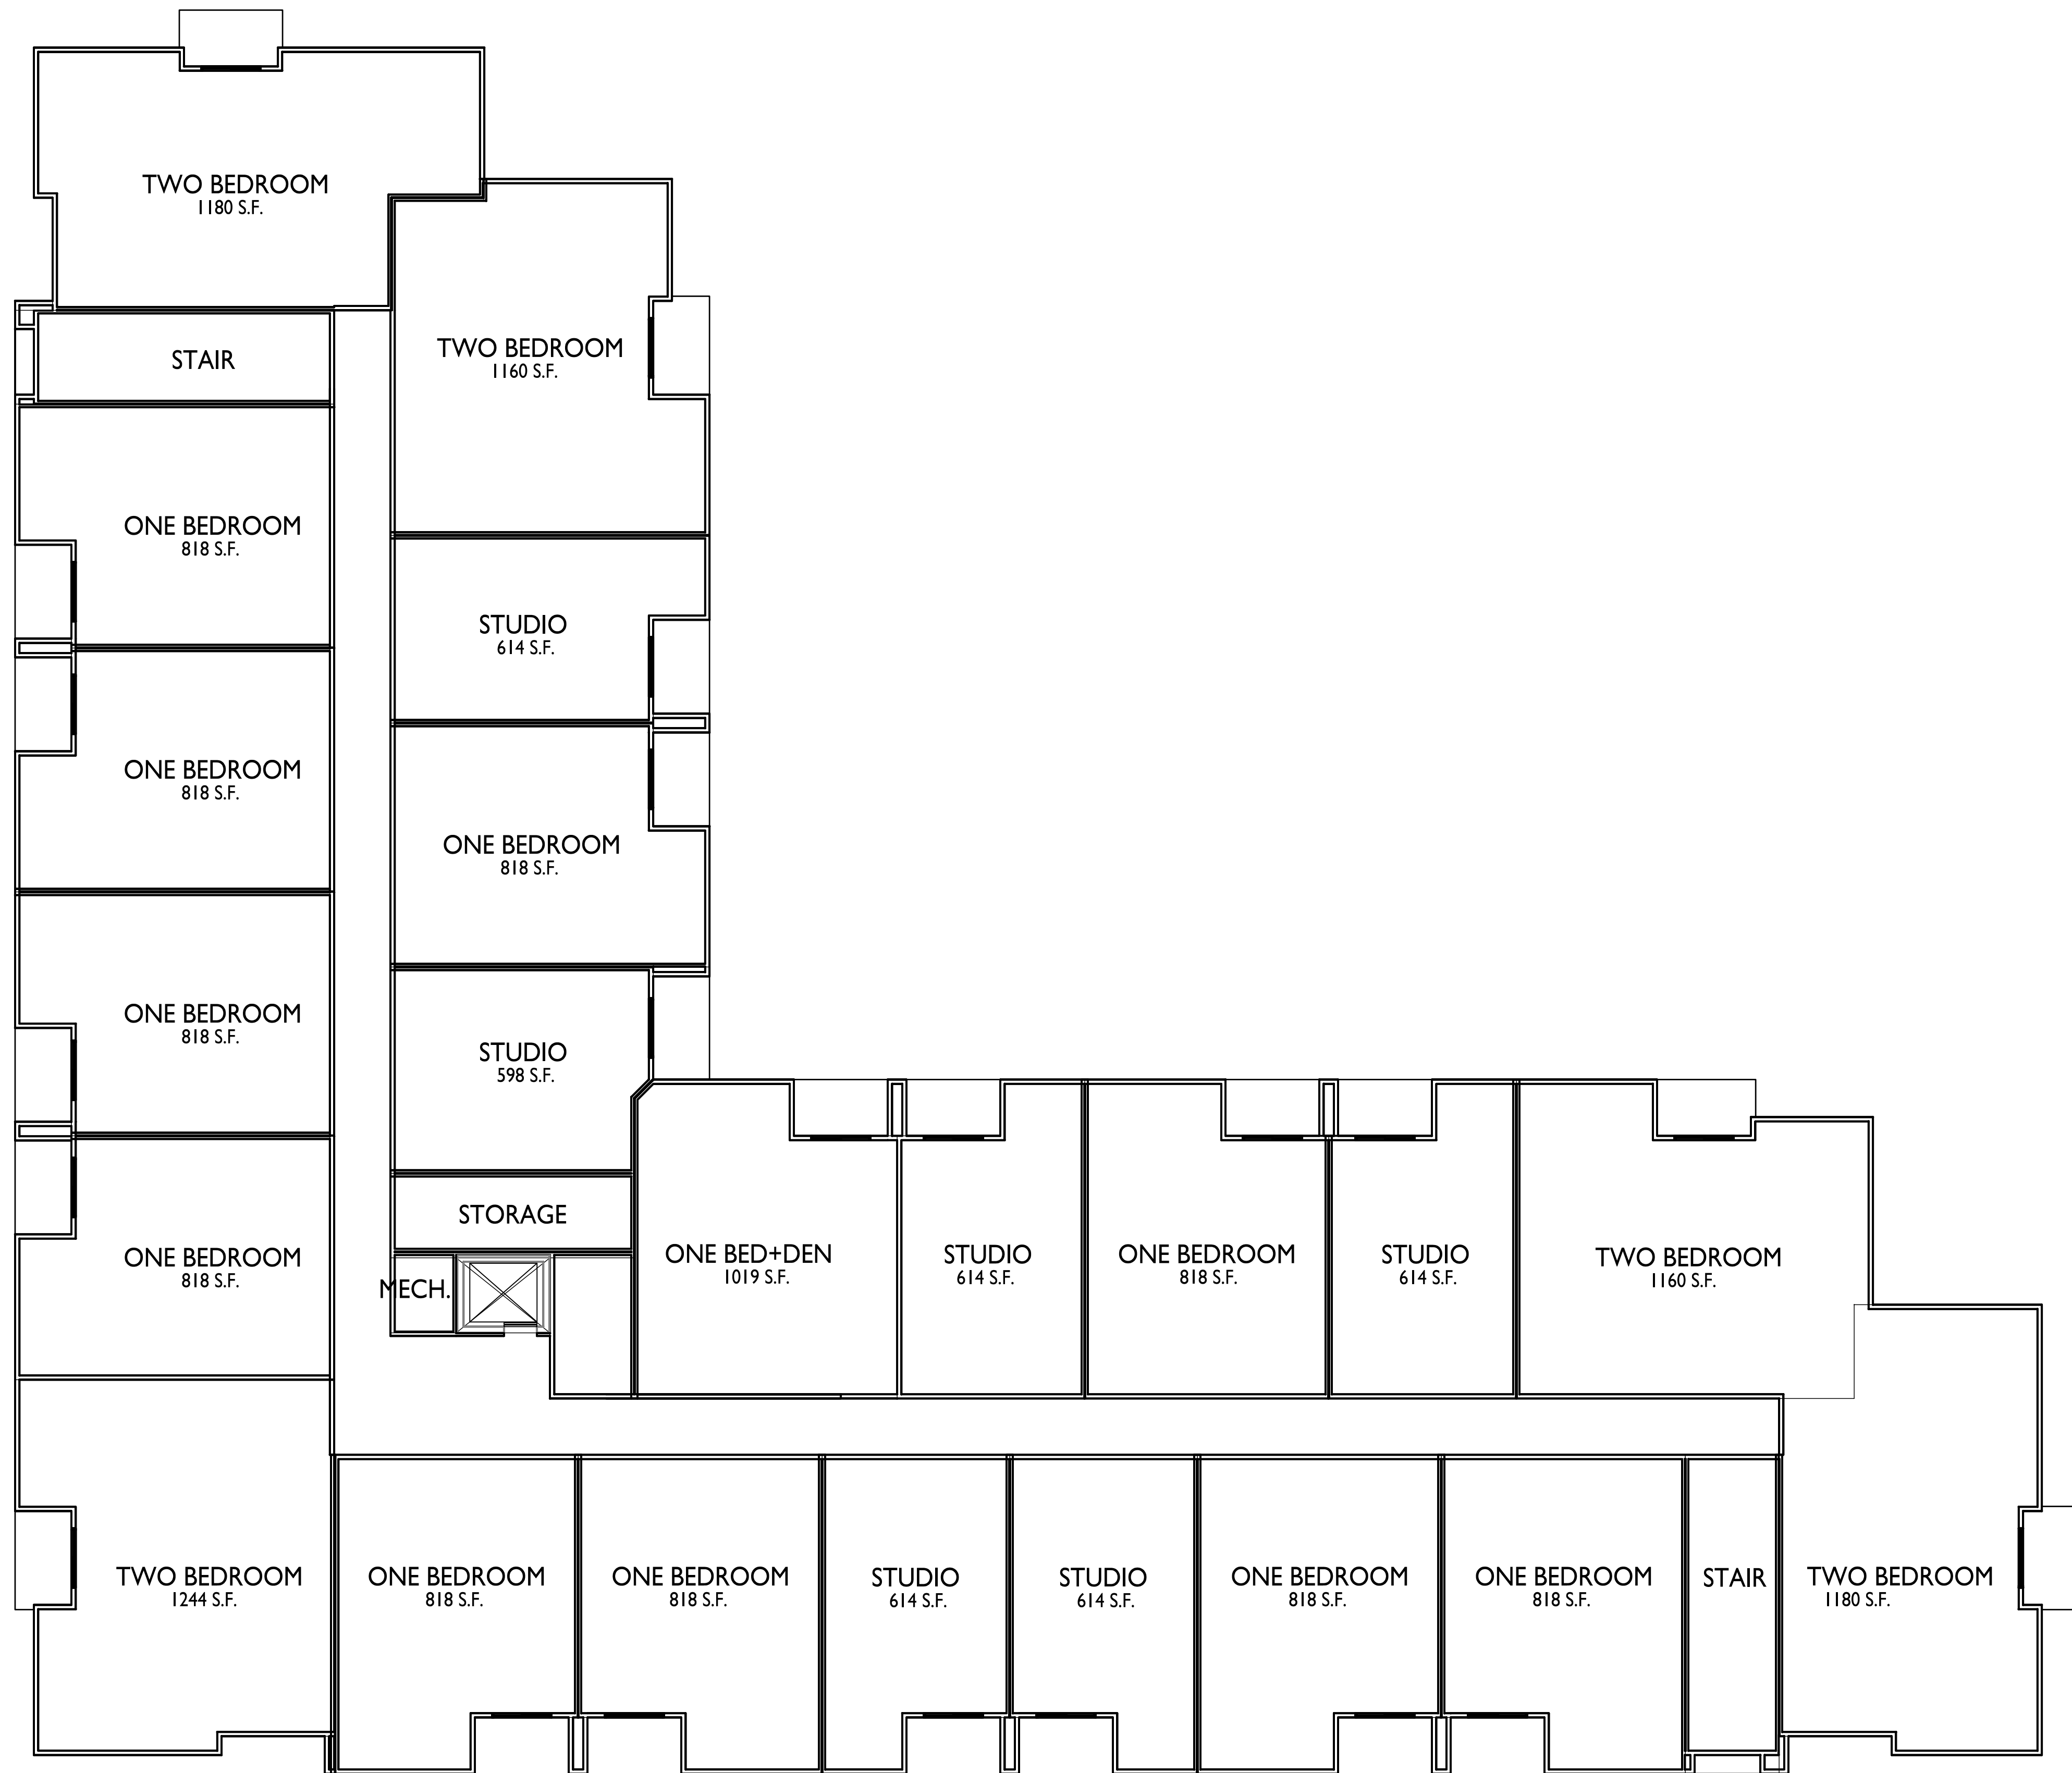 TWO BEDROOM
1180 S.F.
TWO BEDROOM
1160 S.F.
STAIR
ONE BEDROOM
818 S.F.
STUDIO
614 S.F.
ONE BEDROOM
818 S.F.
ONE BEDROOM
818 S.F.
ONE BEDROOM
818 S.F.
STUDIO
598 S.F.
STORAGE
ONE BEDROOM
818 S.F.
MECH.
ONE BED+DEN
1019 S.F.
STUDIO
614 S.F.
ONE BEDROOM
818 S.F.
STUDIO
614 S.F.
TWO BEDROOM
1160 S.F.
TWO BEDROOM
1244 S.F.
ONE BEDROOM
818 S.F.
ONE BEDROOM
818 S.F.
STUDIO
614 S.F.
STUDIO
614 S.F.
ONE BEDROOM
818 S.F.
ONE BEDROOM
818 S.F.
STAIR
TWO BEDROOM
1180 S.F.